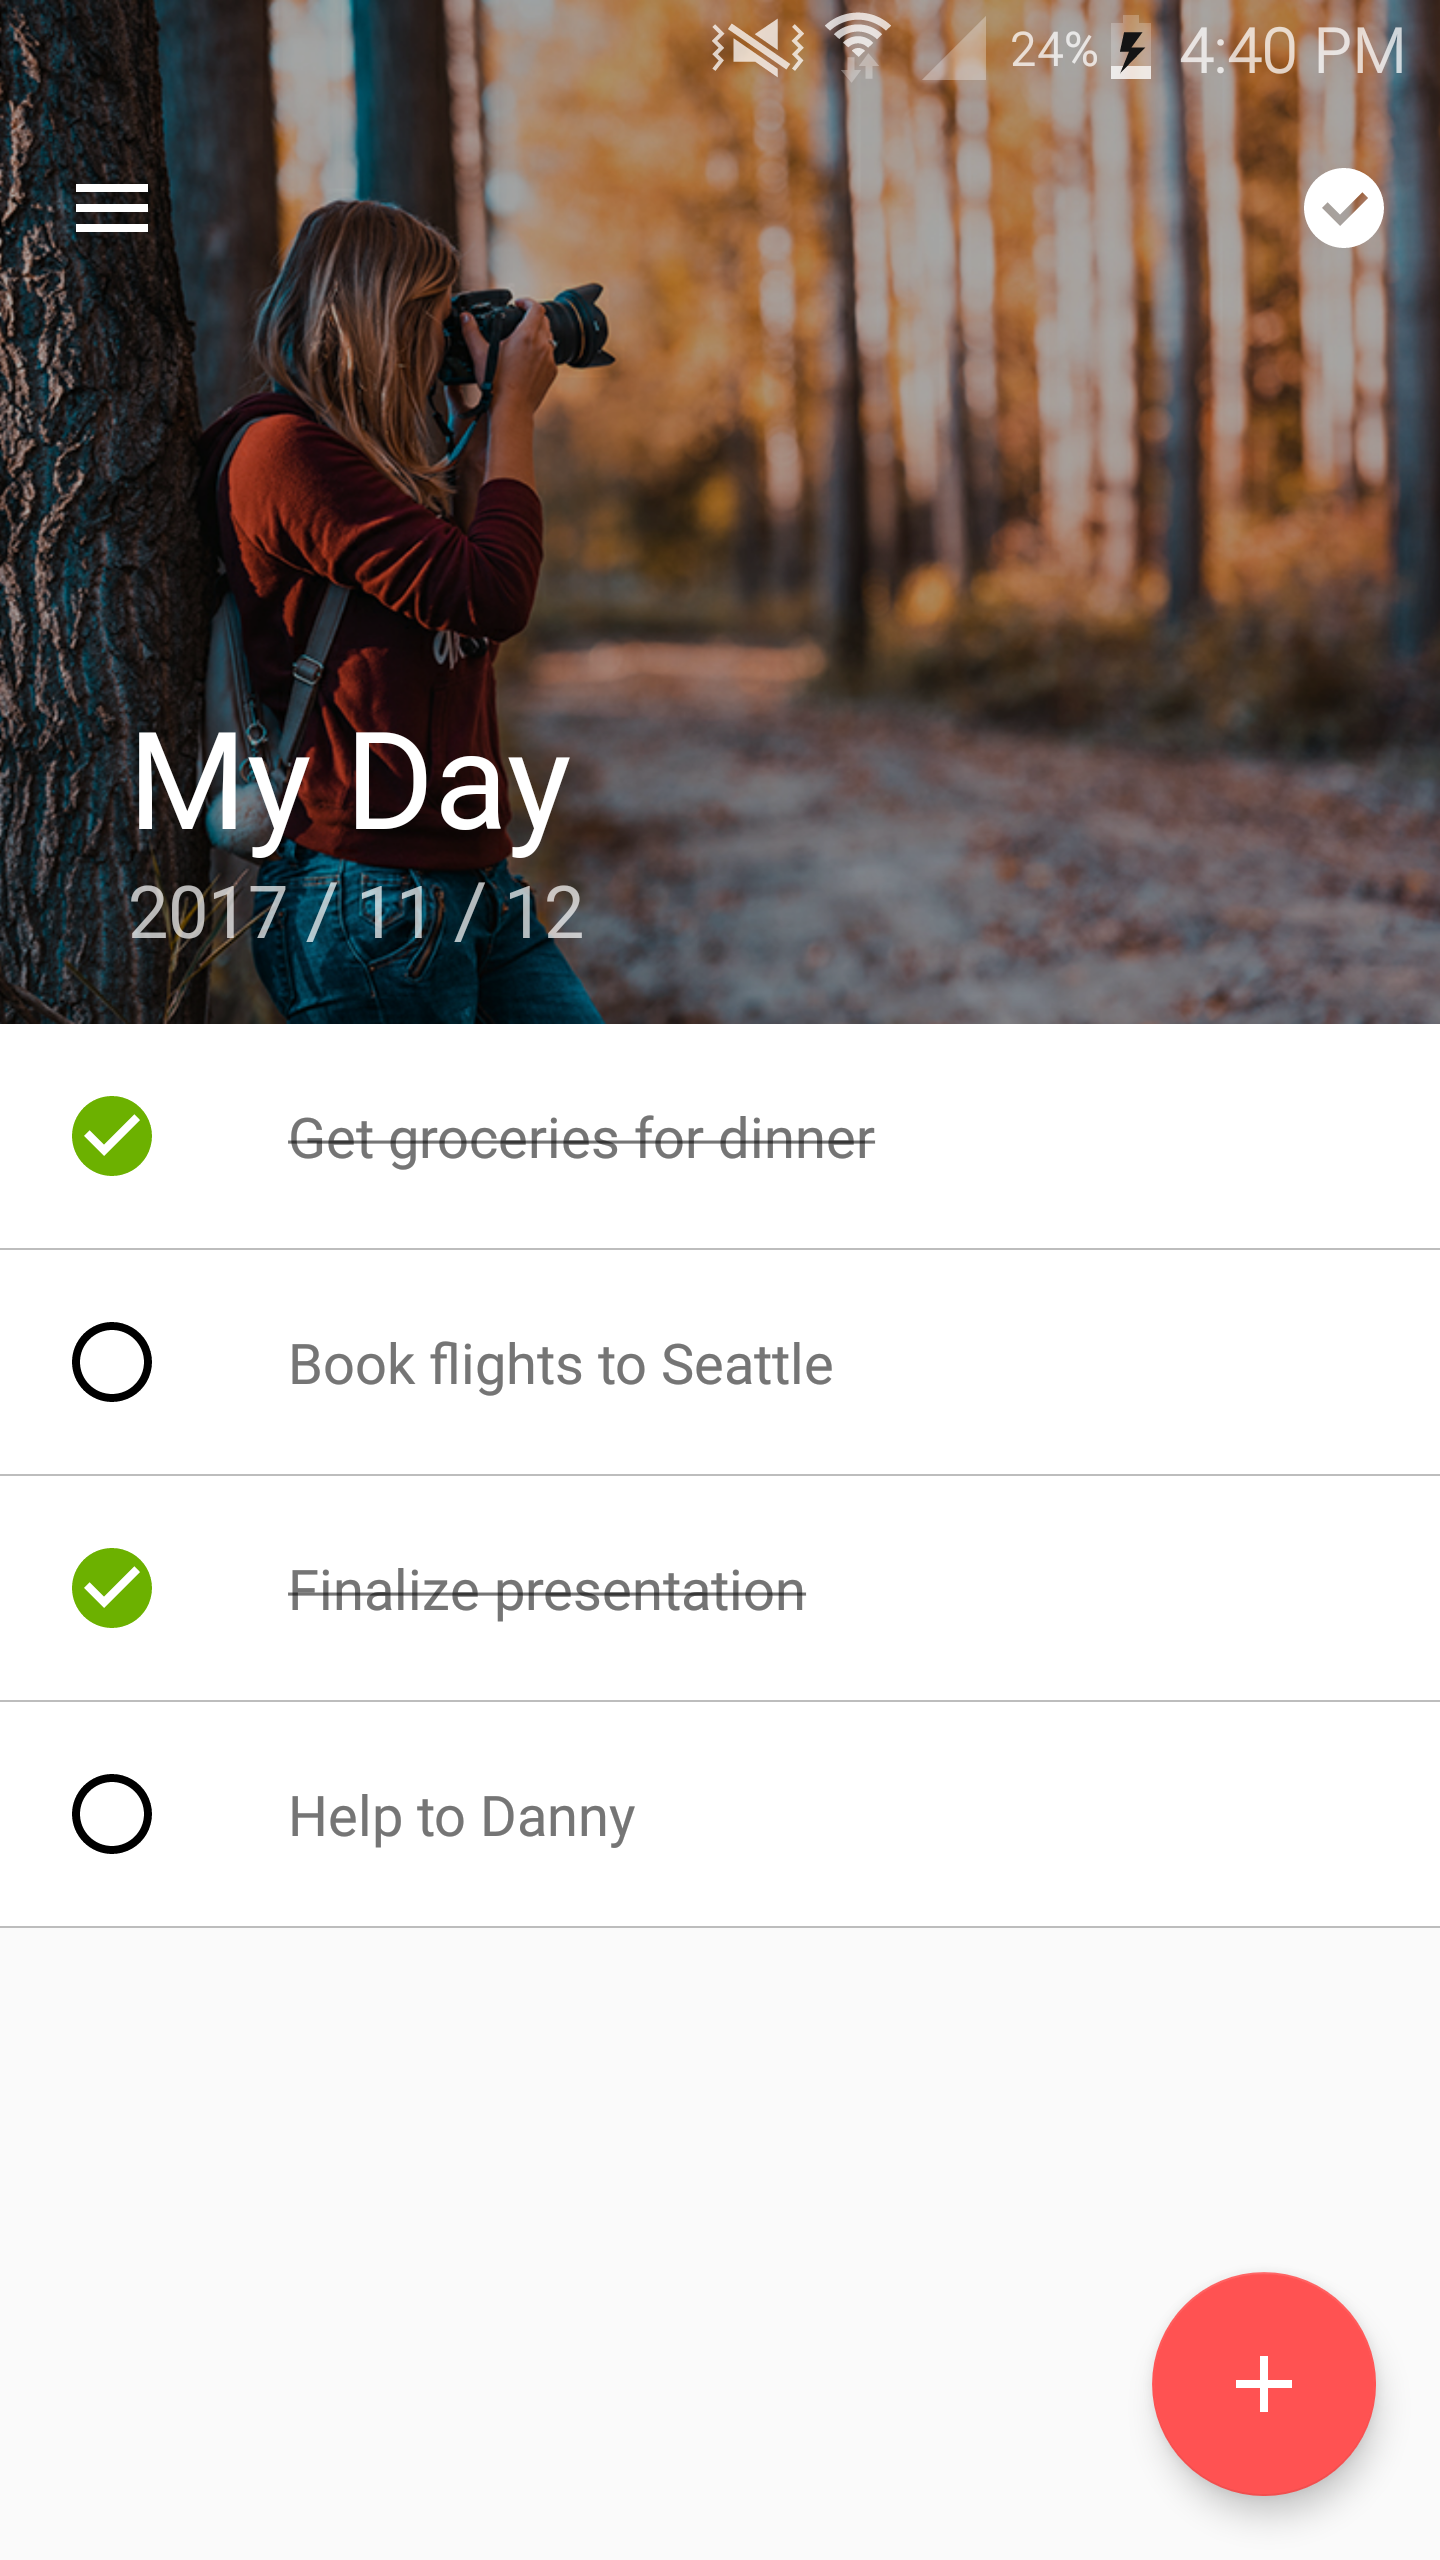 24% 4:40 PM
My Day
2017 / 11 / 12
Get groceries for dinner
Book flights to Seattle
Finalize presentation
Help to Danny